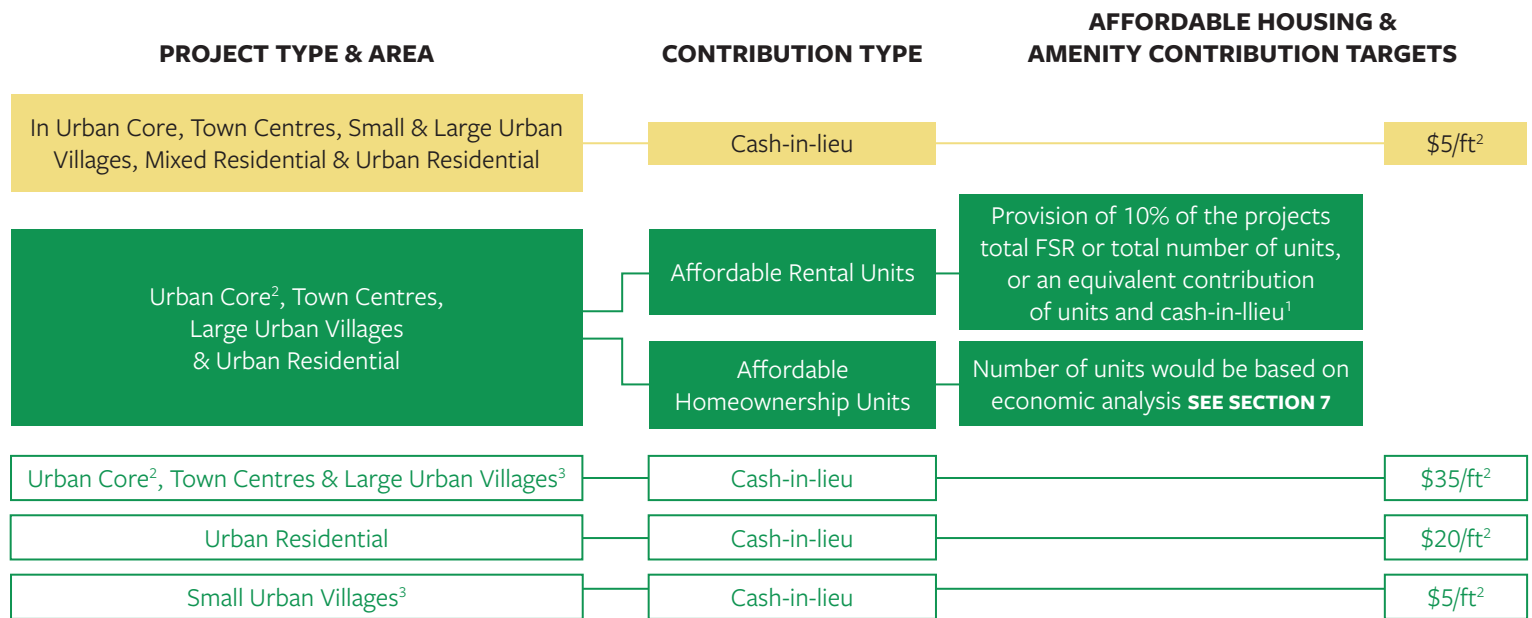 PROJECT TYPE & AREA
CONTRIBUTION TYPE
AFFORDABLE HOUSING &
AMENITY CONTRIBUTION TARGETS
In Urban Core, Town Centres, Small & Large Urban
Villages, Mixed Residential & Urban Residential
Cash-in-lieu
$5/ft²
Urban Core², Town Centres,
Large Urban Villages
& Urban Residential
Affordable Rental Units
Provision of 10% of the projects
total FSR or total number of units,
or an equivalent contribution
of units and cash-in-llieu¹
Affordable
Homeownership Units
Number of units would be based on
economic analysis SEE SECTION 7
Urban Core², Town Centres & Large Urban Villages³
Cash-in-lieu
$35/ft²
Urban Residential
Cash-in-lieu
$20/ft²
Small Urban Villages³
Cash-in-lieu
$5/ft²